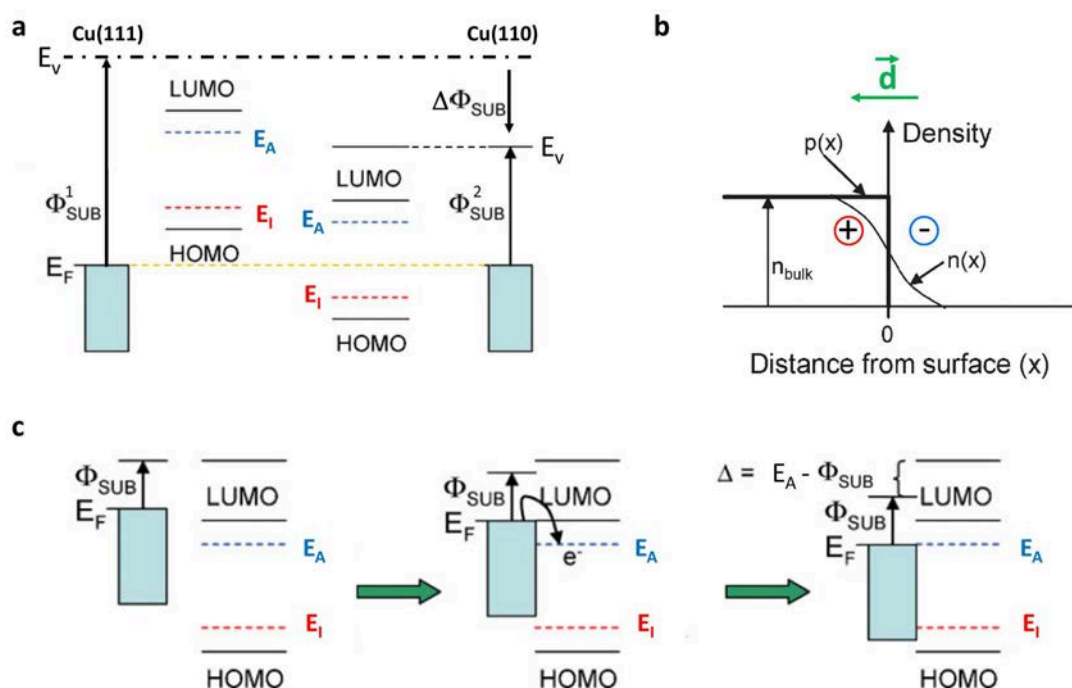 a
Cu(111)
Cu(110)
E_v
LUMO
ΔΦ_SUB
E_A
E_v
LUMO
Φ¹_SUB
Φ²_SUB
E_I
E_A
HOMO
E_F
E_I
HOMO
b
d
Density
p(x)
+
-
n_bulk
n(x)
0
Distance from surface (x)
c
Φ_SUB
LUMO
E_F
E_A
E_I
HOMO
Φ_SUB
LUMO
E_F
E_A
e⁻
E_I
HOMO
Δ = E_A - Φ_SUB
LUMO
Φ_SUB
E_F
E_A
E_I
HOMO